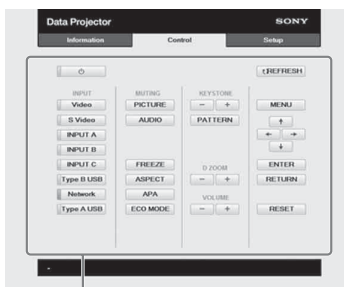 Data Projector SONY
Information Control Setup
REFRESH
INPUT MUTING KEYSTONE
Video PICTURE - + MENU
S Video AUDIO PATTERN
INPUT A
INPUT B
INPUT C FREEZE D ZOOM ENTER
Type B USB ASPECT - + RETURN
Network APA VOLUME
Type A USB ECO MODE - + RESET
-